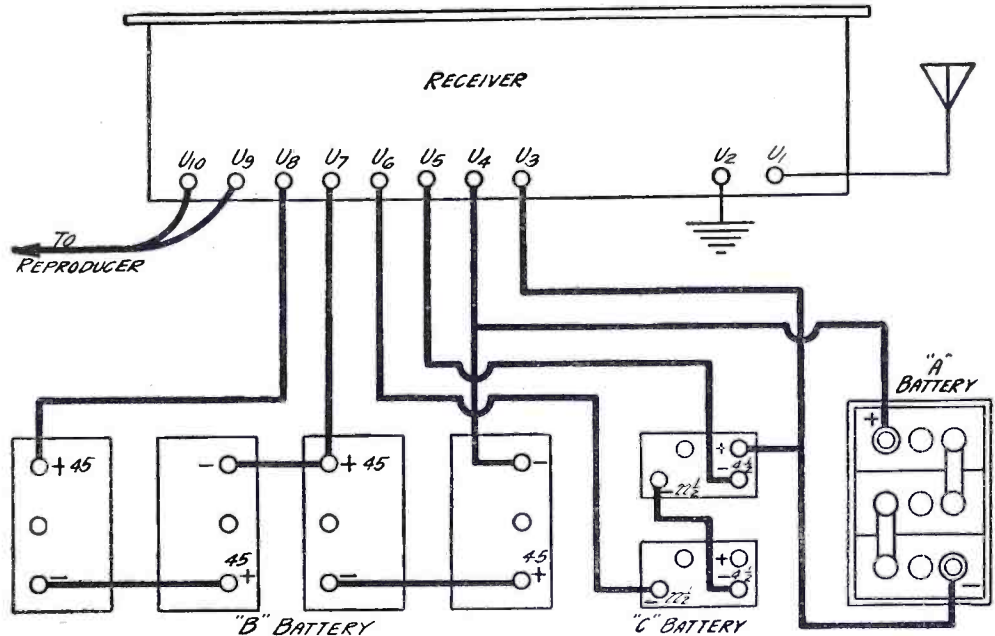 RECEIVER
U10 U9 U8 U7 U6 U5 U4 U3 U2 U1
TO
REPRODUCER
"A"
BATTERY
+
+ 45
-
+ 45
-
+
- 4½
- 22½
45
+
-
45
+
-
-
+
- 4½
- 22½
-
"B" BATTERY
"C" BATTERY